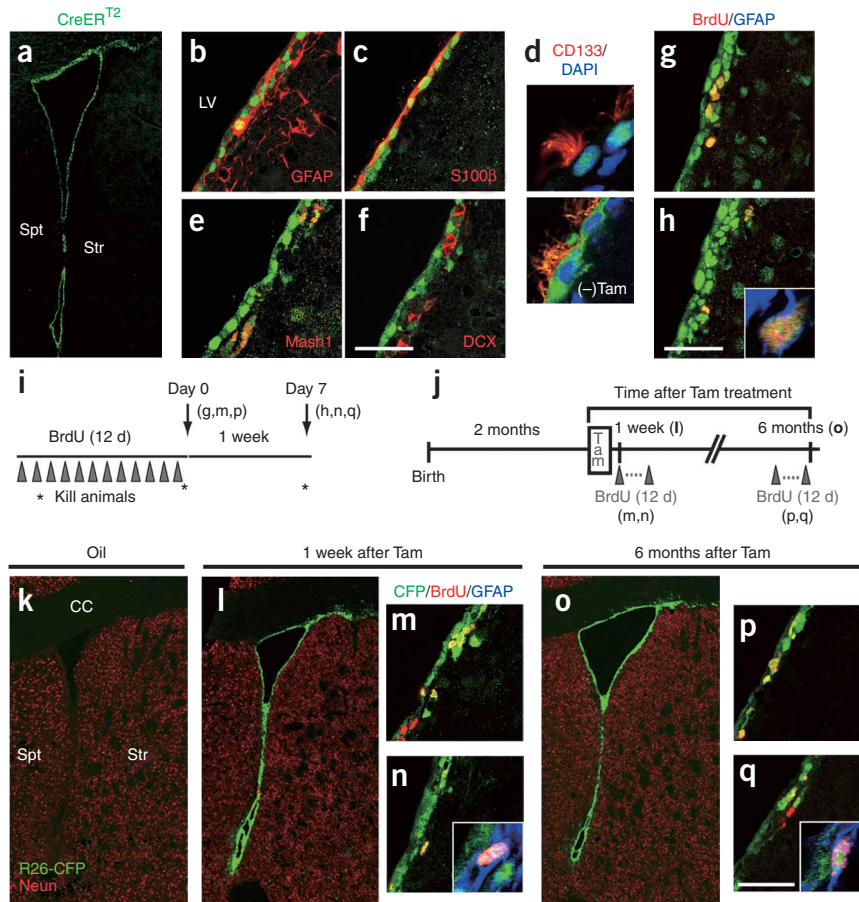 CreER^T2
a
b
LV
GFAP
c
S100β
d
CD133/
DAPI
(–)Tam
BrdU/GFAP
g
Spt
Str
e
Mash1
f
DCX
h
i
Day 0
Day 7
(g,m,p)
(h,n,q)
BrdU (12 d)
1 week
* Kill animals
*
*
j
Time after Tam treatment
2 months
Tam
1 week (l)
6 months (o)
Birth
BrdU (12 d)
(m,n)
BrdU (12 d)
(p,q)
Oil
1 week after Tam
6 months after Tam
k
CC
Spt
Str
R26-CFP
Neun
l
CFP/BrdU/GFAP
m
n
o
p
q